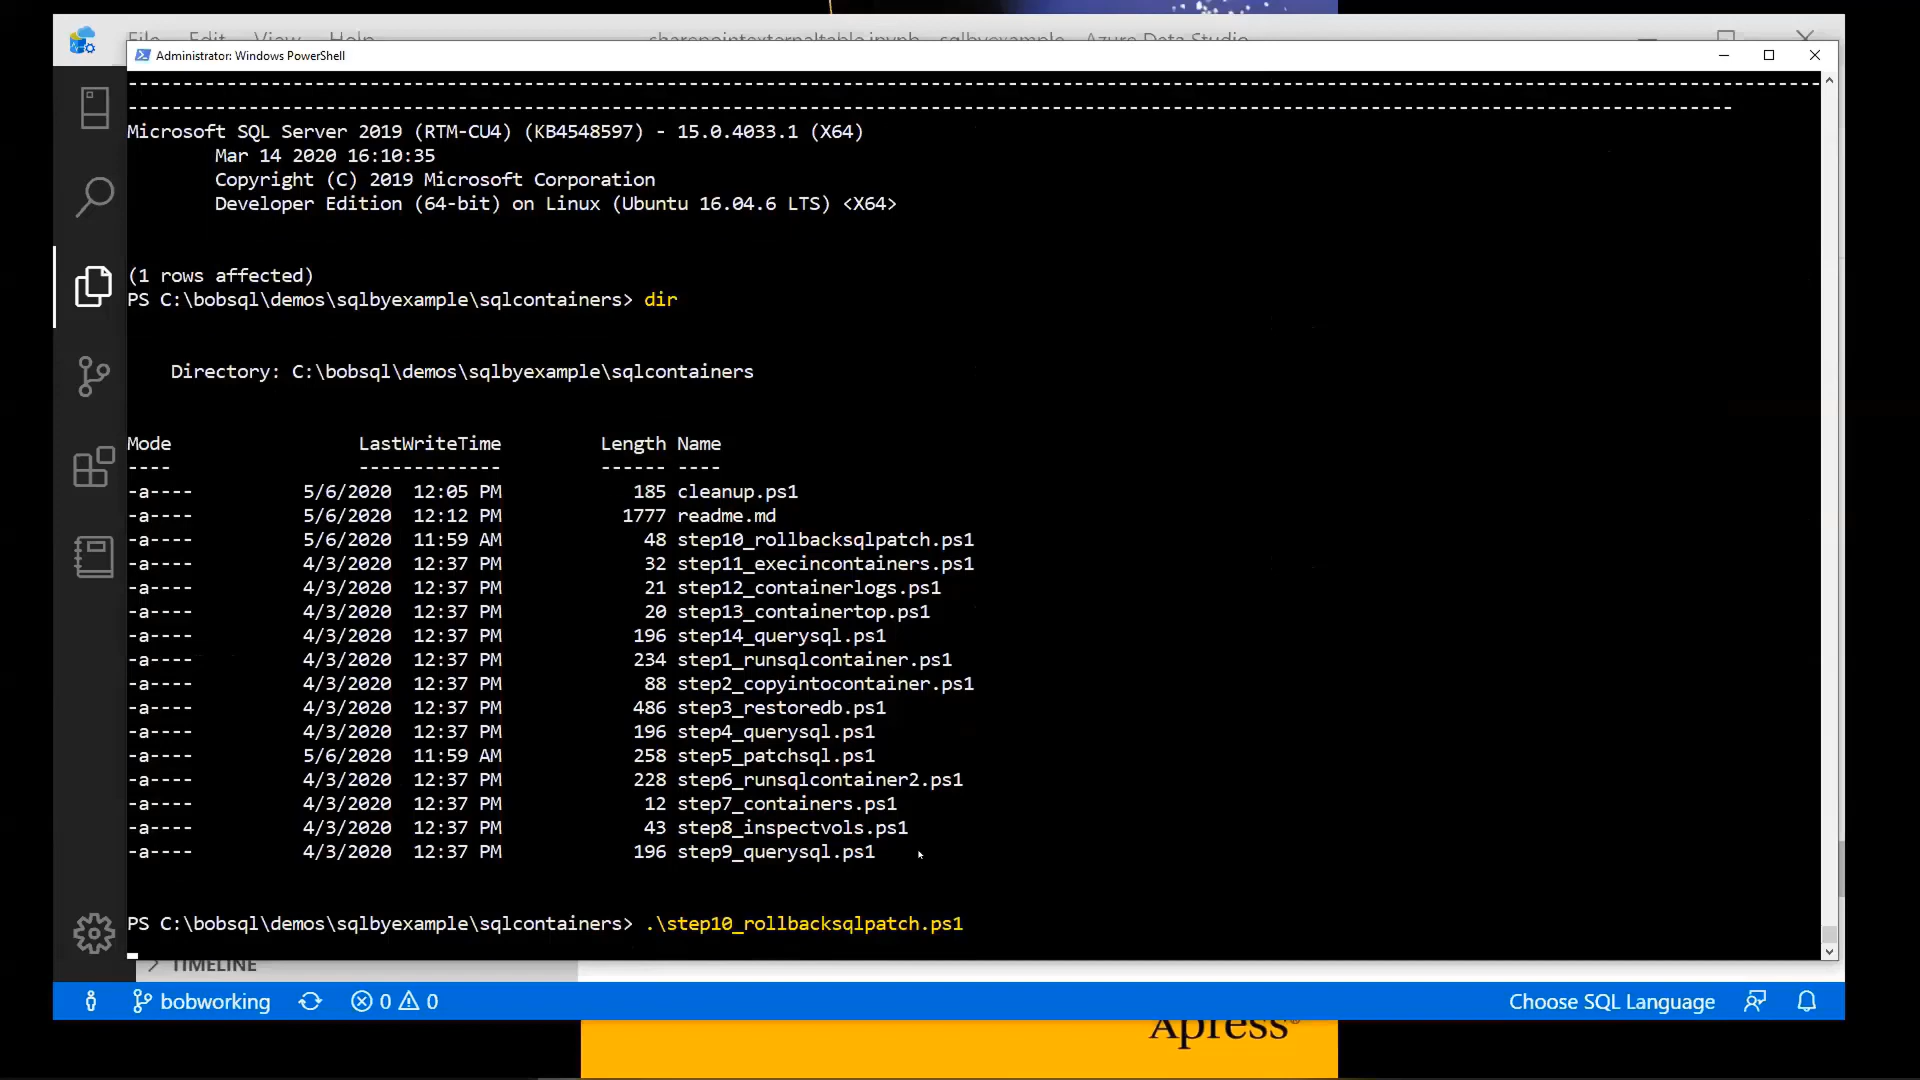 File Edit View Help
sharepointexternaltable.ipynb - sqlbyexample - Azure Data Studio
Administrator: Windows PowerShell
--------------------------------------------------------------------------------------------------------------------------------------------------------
------------------------------------------------------------------------------------------------------------------------------------------------
Microsoft SQL Server 2019 (RTM-CU4) (KB4548597) - 15.0.4033.1 (X64)
Mar 14 2020 16:10:35
Copyright (C) 2019 Microsoft Corporation
Developer Edition (64-bit) on Linux (Ubuntu 16.04.6 LTS) <X64>
(1 rows affected)
PS C:\bobsql\demos\sqlbyexample\sqlcontainers> dir
Directory: C:\bobsql\demos\sqlbyexample\sqlcontainers
Mode LastWriteTime Length Name
---- ------------- ------ ----
-a---- 5/6/2020 12:05 PM 185 cleanup.ps1
-a---- 5/6/2020 12:12 PM 1777 readme.md
-a---- 5/6/2020 11:59 AM 48 step10_rollbacksqlpatch.ps1
-a---- 4/3/2020 12:37 PM 32 step11_execincontainers.ps1
-a---- 4/3/2020 12:37 PM 21 step12_containerlogs.ps1
-a---- 4/3/2020 12:37 PM 20 step13_containertop.ps1
-a---- 4/3/2020 12:37 PM 196 step14_querysql.ps1
-a---- 4/3/2020 12:37 PM 234 step1_runsqlcontainer.ps1
-a---- 4/3/2020 12:37 PM 88 step2_copyintocontainer.ps1
-a---- 4/3/2020 12:37 PM 486 step3_restoredb.ps1
-a---- 4/3/2020 12:37 PM 196 step4_querysql.ps1
-a---- 5/6/2020 11:59 AM 258 step5_patchsql.ps1
-a---- 4/3/2020 12:37 PM 228 step6_runsqlcontainer2.ps1
-a---- 4/3/2020 12:37 PM 12 step7_containers.ps1
-a---- 4/3/2020 12:37 PM 43 step8_inspectvols.ps1
-a---- 4/3/2020 12:37 PM 196 step9_querysql.ps1
PS C:\bobsql\demos\sqlbyexample\sqlcontainers> .\step10_rollbacksqlpatch.ps1
TIMELINE
bobworking 0 0 Choose SQL Language
Apress®